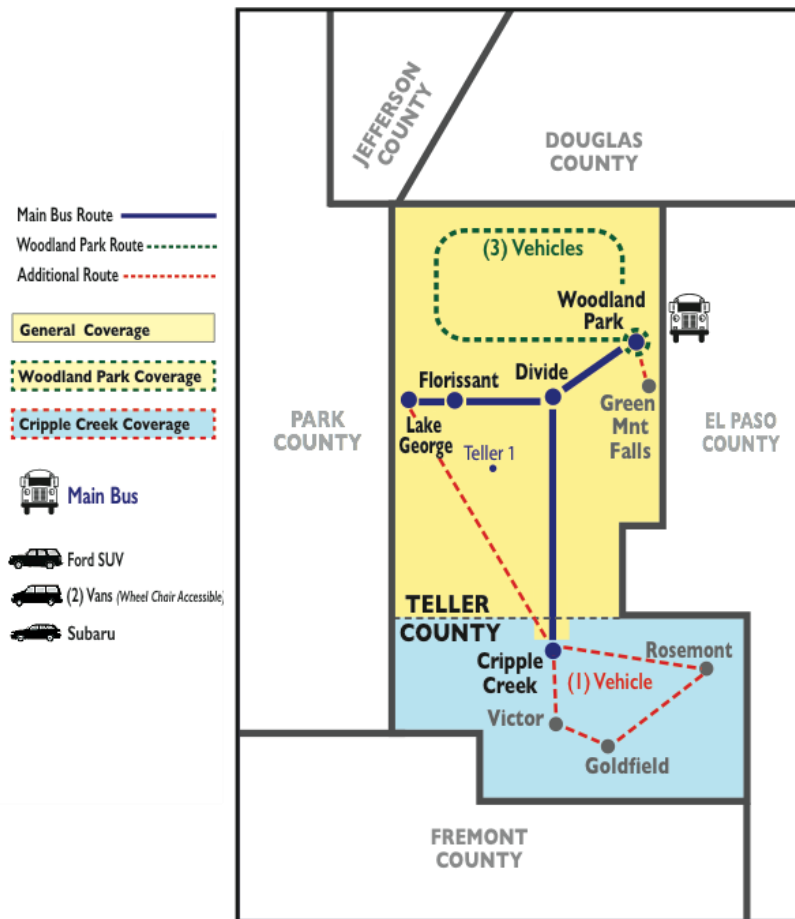 Main Bus Route
Woodland Park Route
Additional Route
General Coverage
Woodland Park Coverage
Cripple Creek Coverage
Main Bus
Ford SUV
(2) Vans (Wheel Chair Accessible)
Subaru
JEFFERSON
COUNTY
DOUGLAS
COUNTY
(3) Vehicles
Woodland
Park
Divide
Florissant
Lake
George
Green
Mnt
Falls
PARK
COUNTY
EL PASO
COUNTY
Teller 1
TELLER
COUNTY
Cripple
Creek
Rosemont
(1) Vehicle
Victor
Goldfield
FREMONT
COUNTY